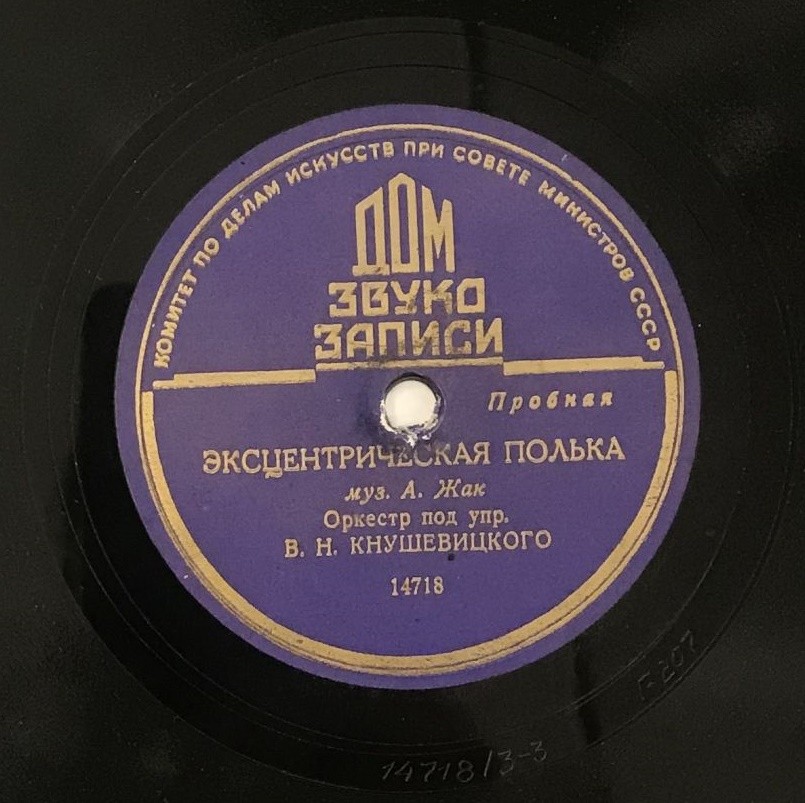 КОМИТЕТ ПО ДЕЛАМ ИСКУССТВ ПРИ СОВЕТЕ МИНИСТРОВ СССР
ДОМ
ЗВУКО
ЗАПИСИ
Пробная
ЭКСЦЕНТРИЧЕСКАЯ ПОЛЬКА
муз. А. Жак
Оркестр под упр.
В. Н. КНУШЕВИЦКОГО
14718
14718/3-3